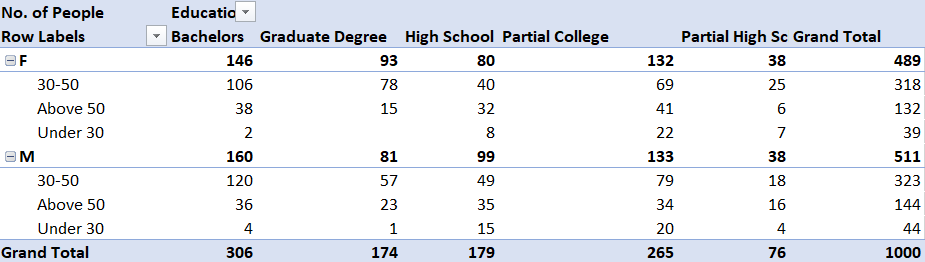 No. of People Educatio
Row Labels Bachelors Graduate Degree High School Partial College Partial High Sc Grand Total
F 146 93 80 132 38 489
30-50 106 78 40 69 25 318
Above 50 38 15 32 41 6 132
Under 30 2 8 22 7 39
M 160 81 99 133 38 511
30-50 120 57 49 79 18 323
Above 50 36 23 35 34 16 144
Under 30 4 1 15 20 4 44
Grand Total 306 174 179 265 76 1000